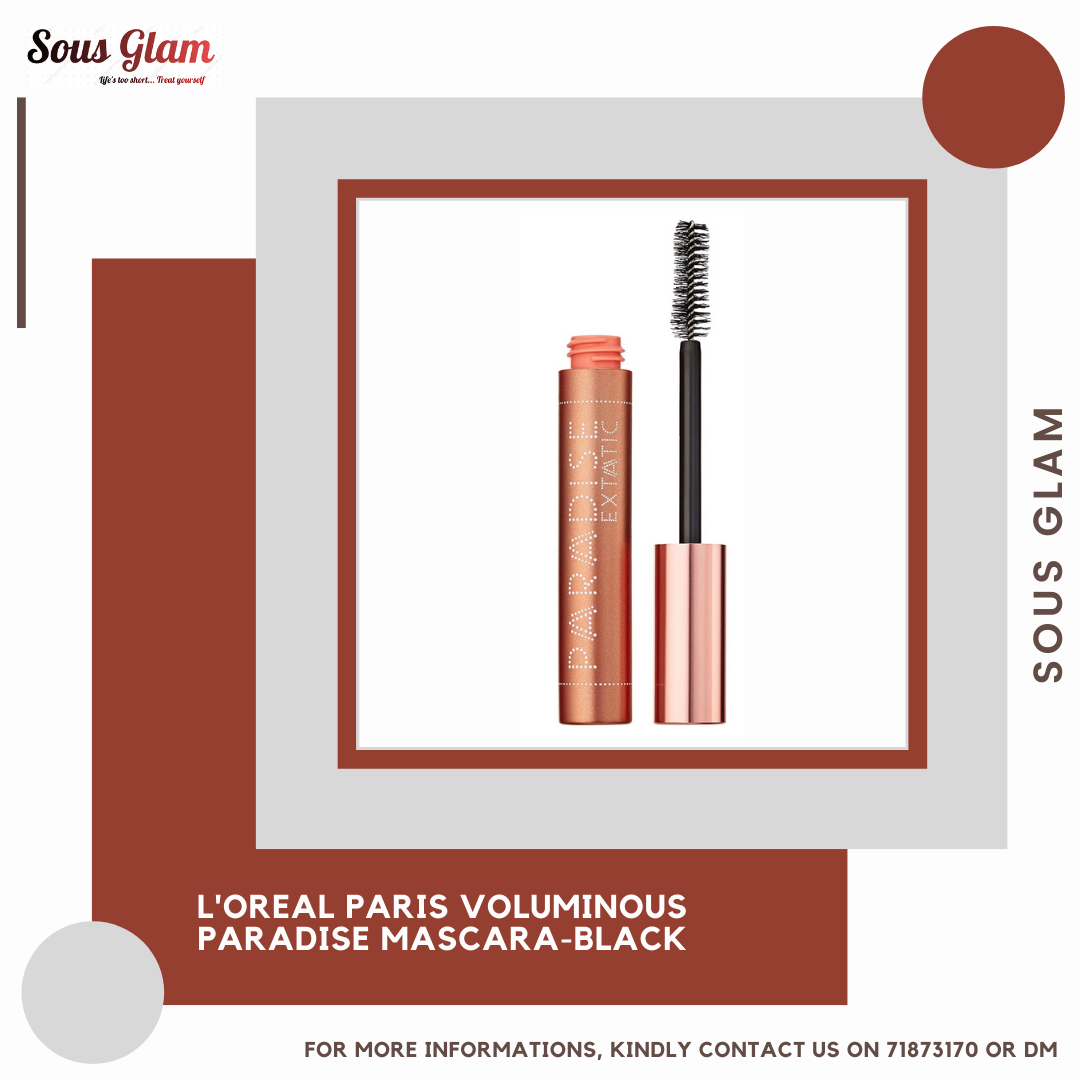 Sous Glam
life's too short... Treat yourself
PARADISE
EXTATIC
SOUS GLAM
L'OREAL PARIS VOLUMINOUS
PARADISE MASCARA-BLACK
FOR MORE INFORMATIONS, KINDLY CONTACT US ON 71873170 OR DM